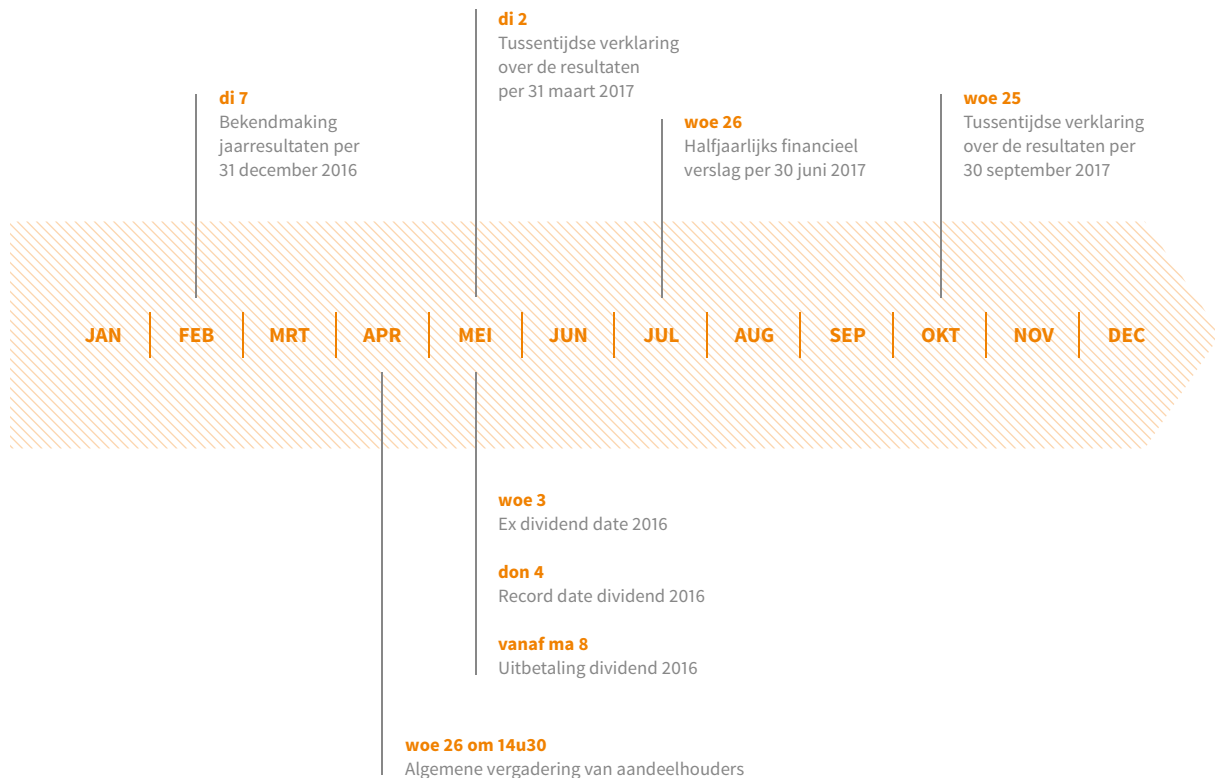 di 2
Tussentijdse verklaring
over de resultaten
per 31 maart 2017
di 7
Bekendmaking
jaarresultaten per
31 december 2016
woe 26
Halfjaarlijks financieel
verslag per 30 juni 2017
woe 25
Tussentijdse verklaring
over de resultaten per
30 september 2017
JAN FEB MRT APR MEI JUN JUL AUG SEP OKT NOV DEC
woe 3
Ex dividend date 2016
don 4
Record date dividend 2016
vanaf ma 8
Uitbetaling dividend 2016
woe 26 om 14u30
Algemene vergadering van aandeelhouders